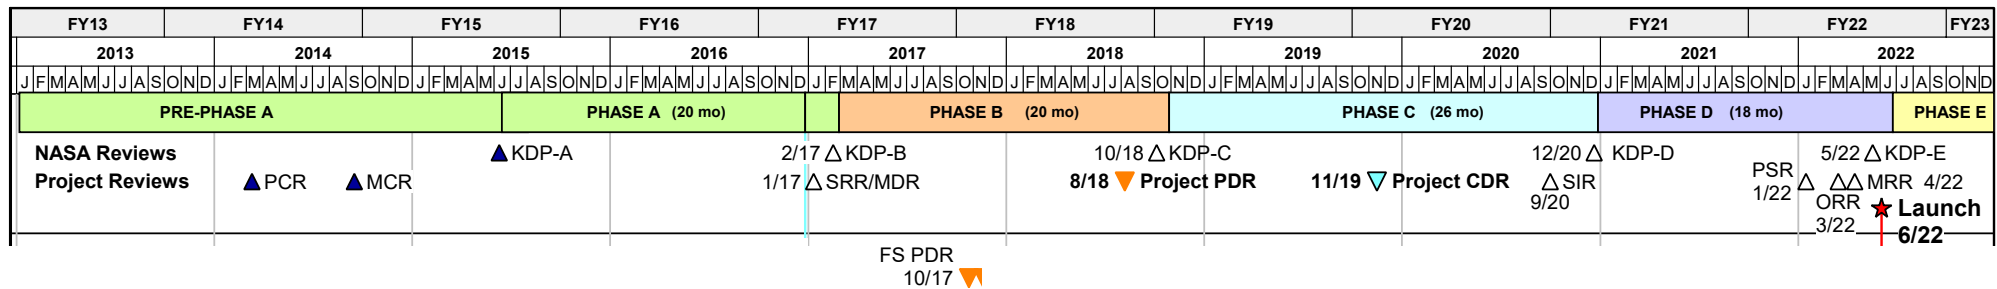 FY13 FY14 FY15 FY16 FY17 FY18 FY19 FY20 FY21 FY22 FY23
2013 2014 2015 2016 2017 2018 2019 2020 2021 2022
J F M A M J J A S O N D J F M A M J J A S O N D J F M A M J J A S O N D J F M A M J J A S O N D J F M A M J J A S O N D J F M A M J J A S O N D J F M A M J J A S O N D J F M A M J J A S O N D J F M A M J J A S O N D J F M A M J J A S O N D
PRE-PHASE A PHASE A (20 mo) PHASE B (20 mo) PHASE C (26 mo) PHASE D (18 mo) PHASE E
NASA Reviews KDP-A 2/17 KDP-B 10/18 KDP-C 12/20 KDP-D 5/22 KDP-E
Project Reviews PCR MCR 1/17 SRR/MDR 8/18 Project PDR 11/19 Project CDR SIR
9/20
PSR
1/22
MRR 4/22
ORR
3/22
Launch
6/22
FS PDR
10/17